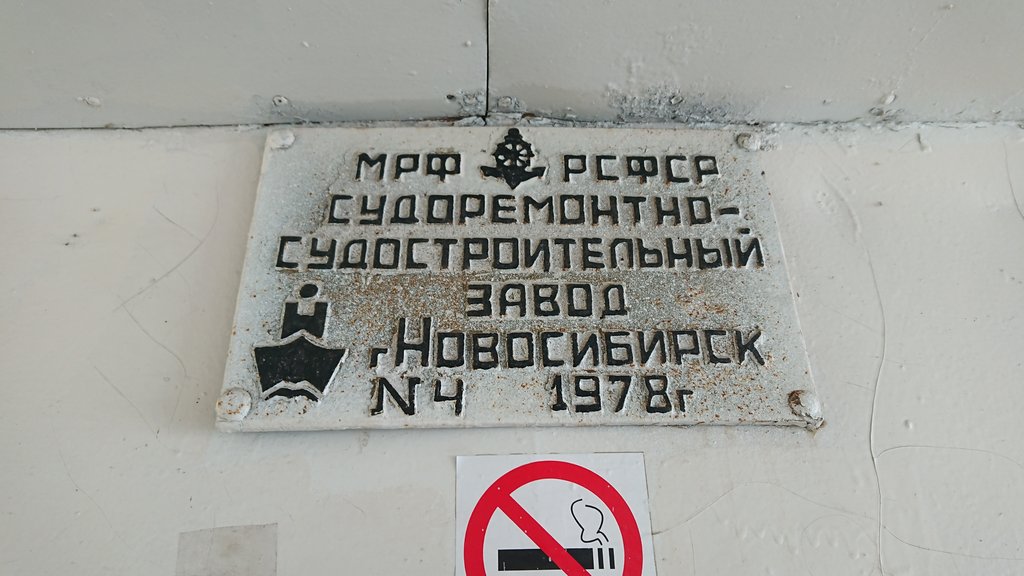 МРФ РСФСР
СУДОРЕМОНТНО-
СУДОСТРОИТЕЛЬНЫЙ
ЗАВОД
г.НОВОСИБИРСК
N 4 1978г